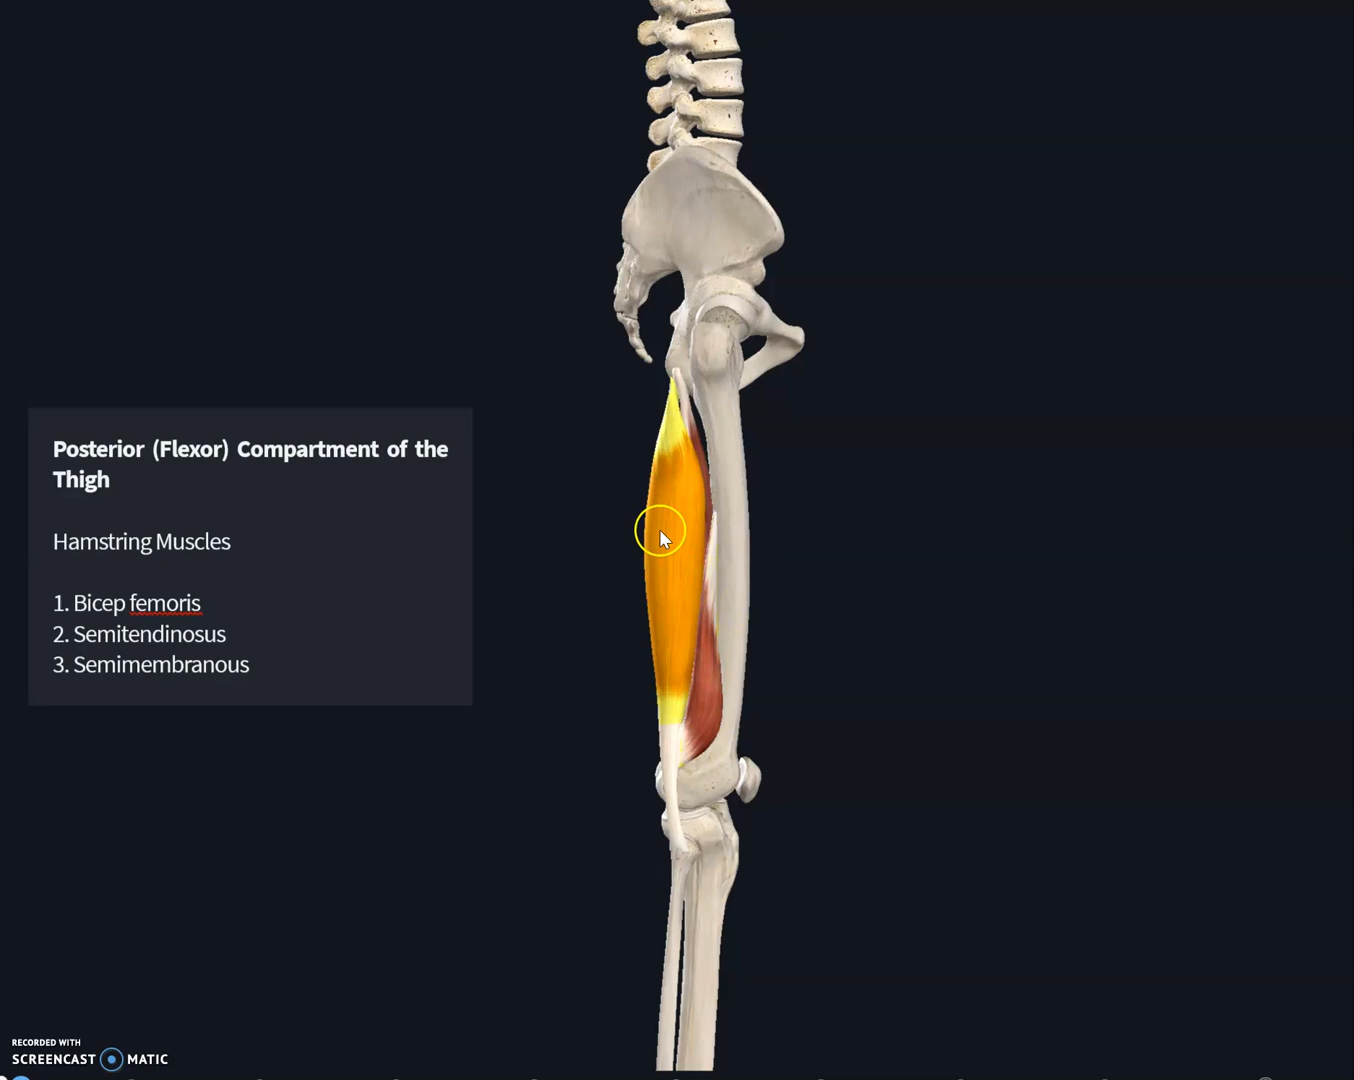 Posterior (Flexor) Compartment of the
Thigh
Hamstring Muscles
1. Bicep femoris
2. Semitendinosus
3. Semimembranous
RECORDED WITH
SCREENCAST MATIC